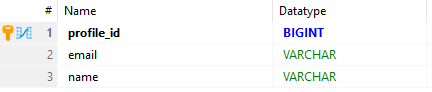 # Name Datatype
1 profile_id BIGINT
2 email VARCHAR
3 name VARCHAR